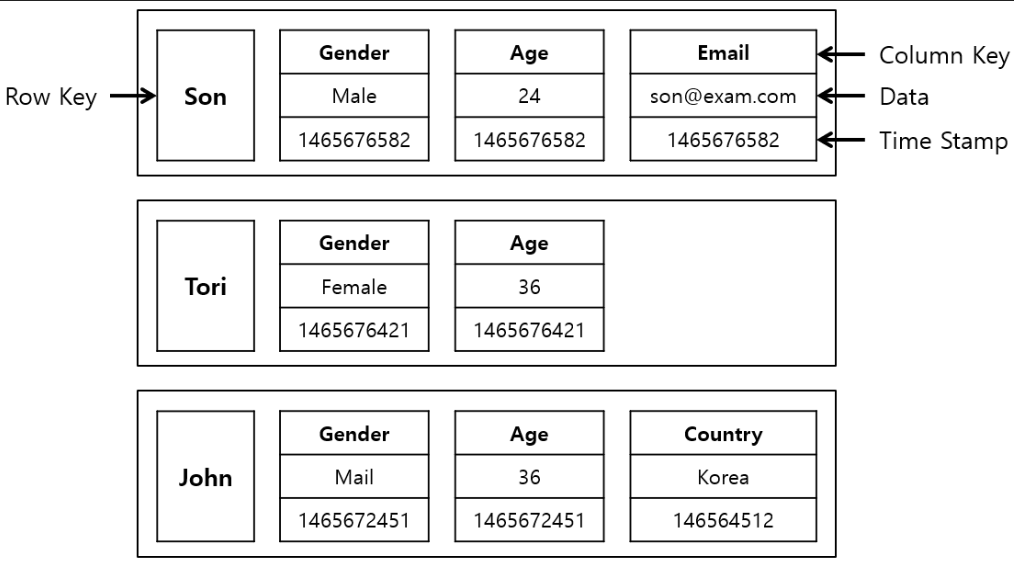 Gender Age Email Column Key
Row Key Son Male 24 son@exam.com Data
1465676582 1465676582 1465676582 Time Stamp
Gender Age
Tori Female 36
1465676421 1465676421
Gender Age Country
John Mail 36 Korea
1465672451 1465672451 146564512